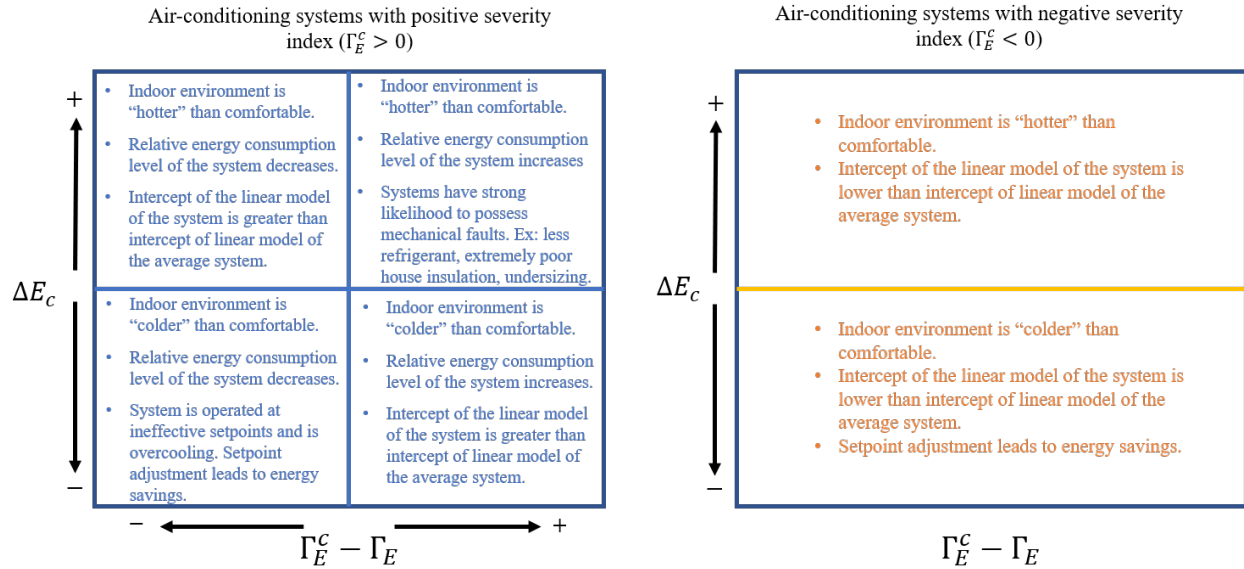 Air-conditioning systems with positive severity
index (Γ_E^c > 0)
+
ΔE_c
−
• Indoor environment is
“hotter” than comfortable.
• Relative energy consumption
level of the system decreases.
• Intercept of the linear model
of the system is greater than
intercept of linear model of
the average system.
• Indoor environment is
“hotter” than comfortable.
• Relative energy consumption
level of the system increases
• Systems have strong
likelihood to possess
mechanical faults. Ex: less
refrigerant, extremely poor
house insulation, undersizing.
• Indoor environment is
“colder” than comfortable.
• Relative energy consumption
level of the system decreases.
• System is operated at
ineffective setpoints and is
overcooling. Setpoint
adjustment leads to energy
savings.
• Indoor environment is
“colder” than comfortable.
• Relative energy consumption
level of the system increases.
• Intercept of the linear model
of the system is greater than
intercept of linear model of
the average system.
− +
Γ_E^c − Γ_E
Air-conditioning systems with negative severity
index (Γ_E^c < 0)
+
ΔE_c
−
• Indoor environment is “hotter” than
comfortable.
• Intercept of the linear model of the system is
lower than intercept of linear model of the
average system.
• Indoor environment is “colder” than
comfortable.
• Intercept of the linear model of the system is
lower than intercept of linear model of the
average system.
• Setpoint adjustment leads to energy savings.
Γ_E^c − Γ_E